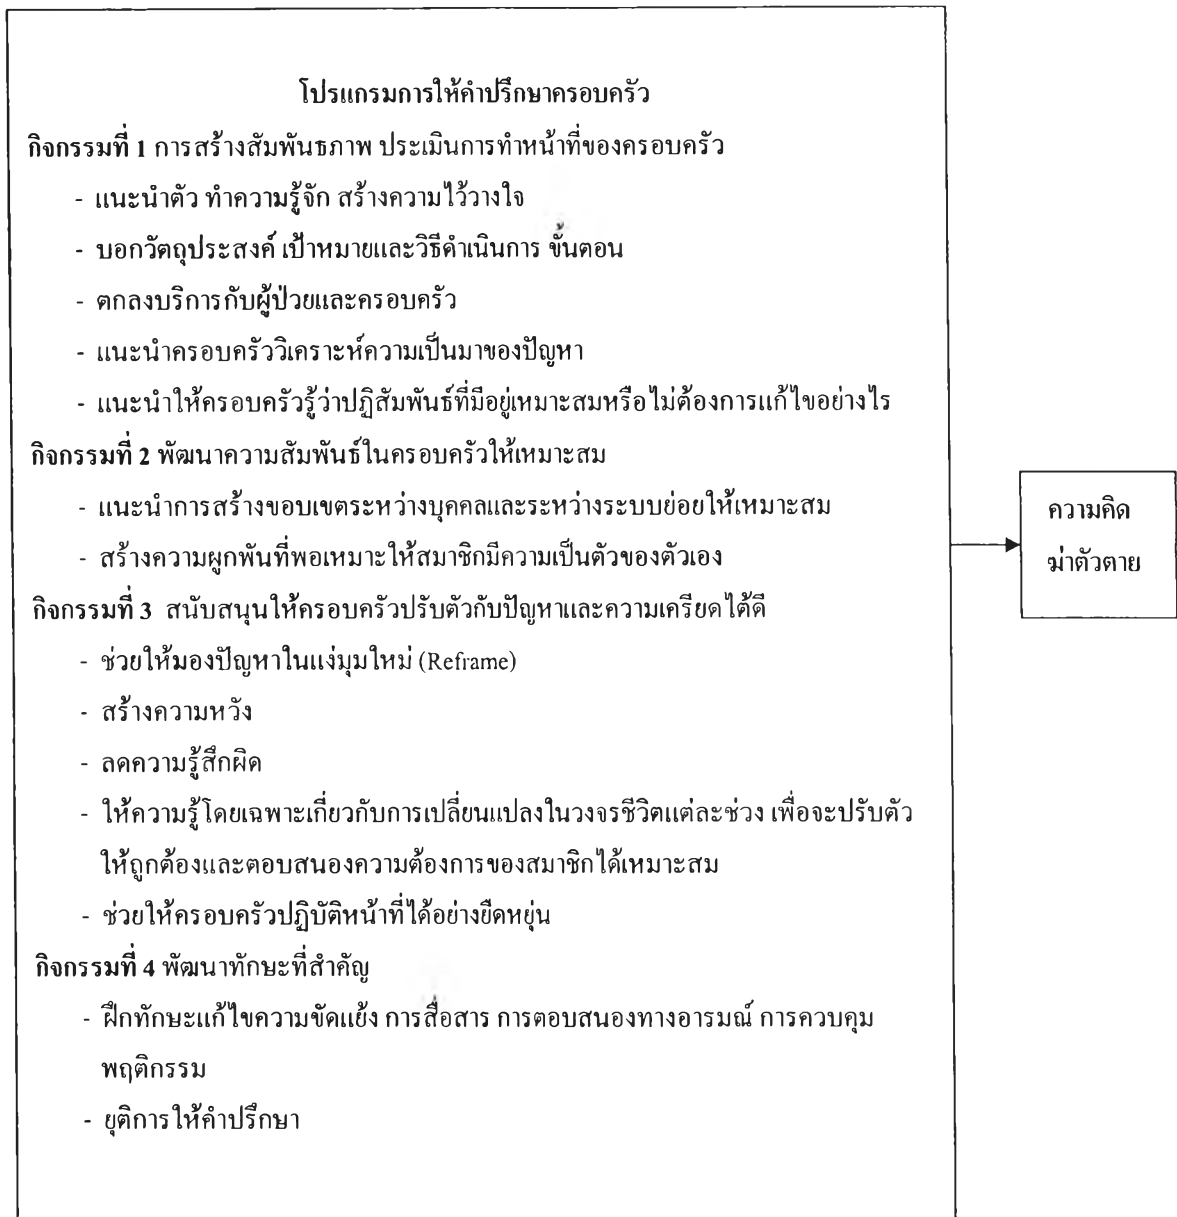 โปรแกรมการให้คำปรึกษาครอบครัว
กิจกรรมที่ 1 การสร้างสัมพันธภาพ ประเมินการทำหน้าที่ของครอบครัว
- แนะนำตัว ทำความรู้จัก สร้างความไว้วางใจ
- บอกวัตถุประสงค์ เป้าหมายและวิธีดำเนินการ ขั้นตอน
- ตกลงบริการกับผู้ป่วยและครอบครัว
- แนะนำครอบครัววิเคราะห์ความเป็นมาของปัญหา
- แนะนำให้ครอบครัวรู้ว่าปฏิสัมพันธ์ที่มีอยู่เหมาะสมหรือไม่ต้องการแก้ไขอย่างไร
กิจกรรมที่ 2 พัฒนาความสัมพันธ์ในครอบครัวให้เหมาะสม
- แนะนำการสร้างขอบเขตระหว่างบุคคลและระหว่างระบบย่อยให้เหมาะสม
- สร้างความผูกพันที่พอเหมาะให้สมาชิกมีความเป็นตัวของตัวเอง
กิจกรรมที่ 3 สนับสนุนให้ครอบครัวปรับตัวกับปัญหาและความเครียดได้ดี
- ช่วยให้มองปัญหาในแง่มุมใหม่ (Reframe)
- สร้างความหวัง
- ลดความรู้สึกผิด
- ให้ความรู้โดยเฉพาะเกี่ยวกับการเปลี่ยนแปลงในวงจรชีวิตแต่ละช่วง เพื่อจะปรับตัว
ให้ถูกต้องและตอบสนองความต้องการของสมาชิกได้เหมาะสม
- ช่วยให้ครอบครัวปฏิบัติหน้าที่ได้อย่างยืดหยุ่น
กิจกรรมที่ 4 พัฒนาทักษะที่สำคัญ
- ฝึกทักษะแก้ไขความขัดแย้ง การสื่อสาร การตอบสนองทางอารมณ์ การควบคุม
พฤติกรรม
- ยุติการให้คำปรึกษา
ความคิด
ฆ่าตัวตาย